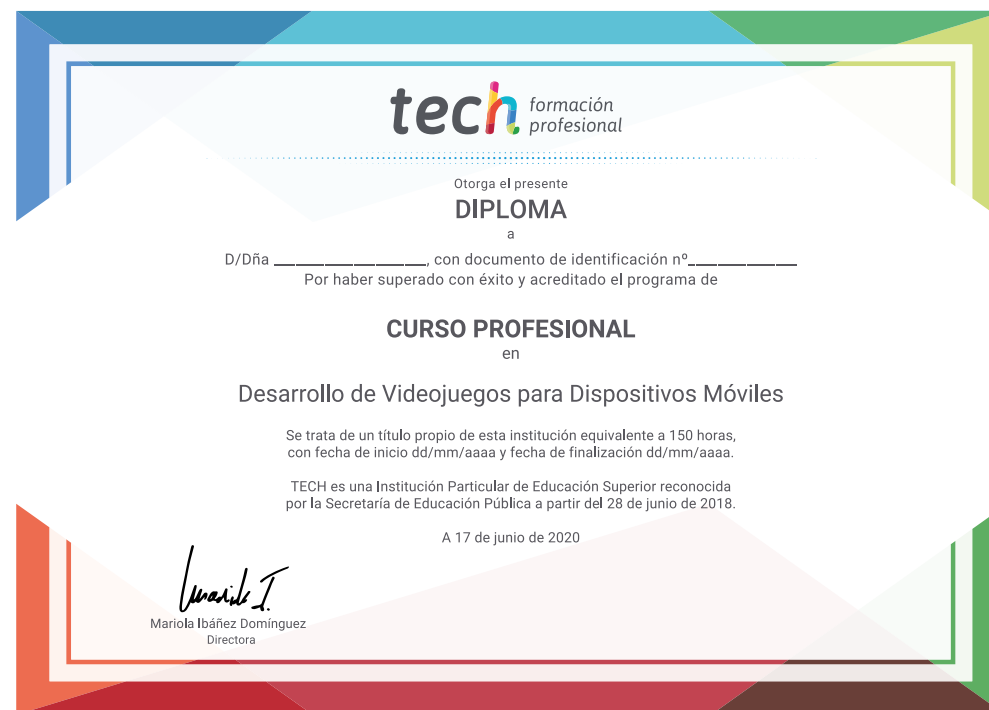 tech formación
profesional
Otorga el presente
DIPLOMA
a
D/Dña ______________, con documento de identificación nº__________
Por haber superado con éxito y acreditado el programa de
CURSO PROFESIONAL
en
Desarrollo de Videojuegos para Dispositivos Móviles
Se trata de un título propio de esta institución equivalente a 150 horas,
con fecha de inicio dd/mm/aaaa y fecha de finalización dd/mm/aaaa.
TECH es una Institución Particular de Educación Superior reconocida
por la Secretaría de Educación Pública a partir del 28 de junio de 2018.
A 17 de junio de 2020
Mariola Ibáñez Domínguez
Directora